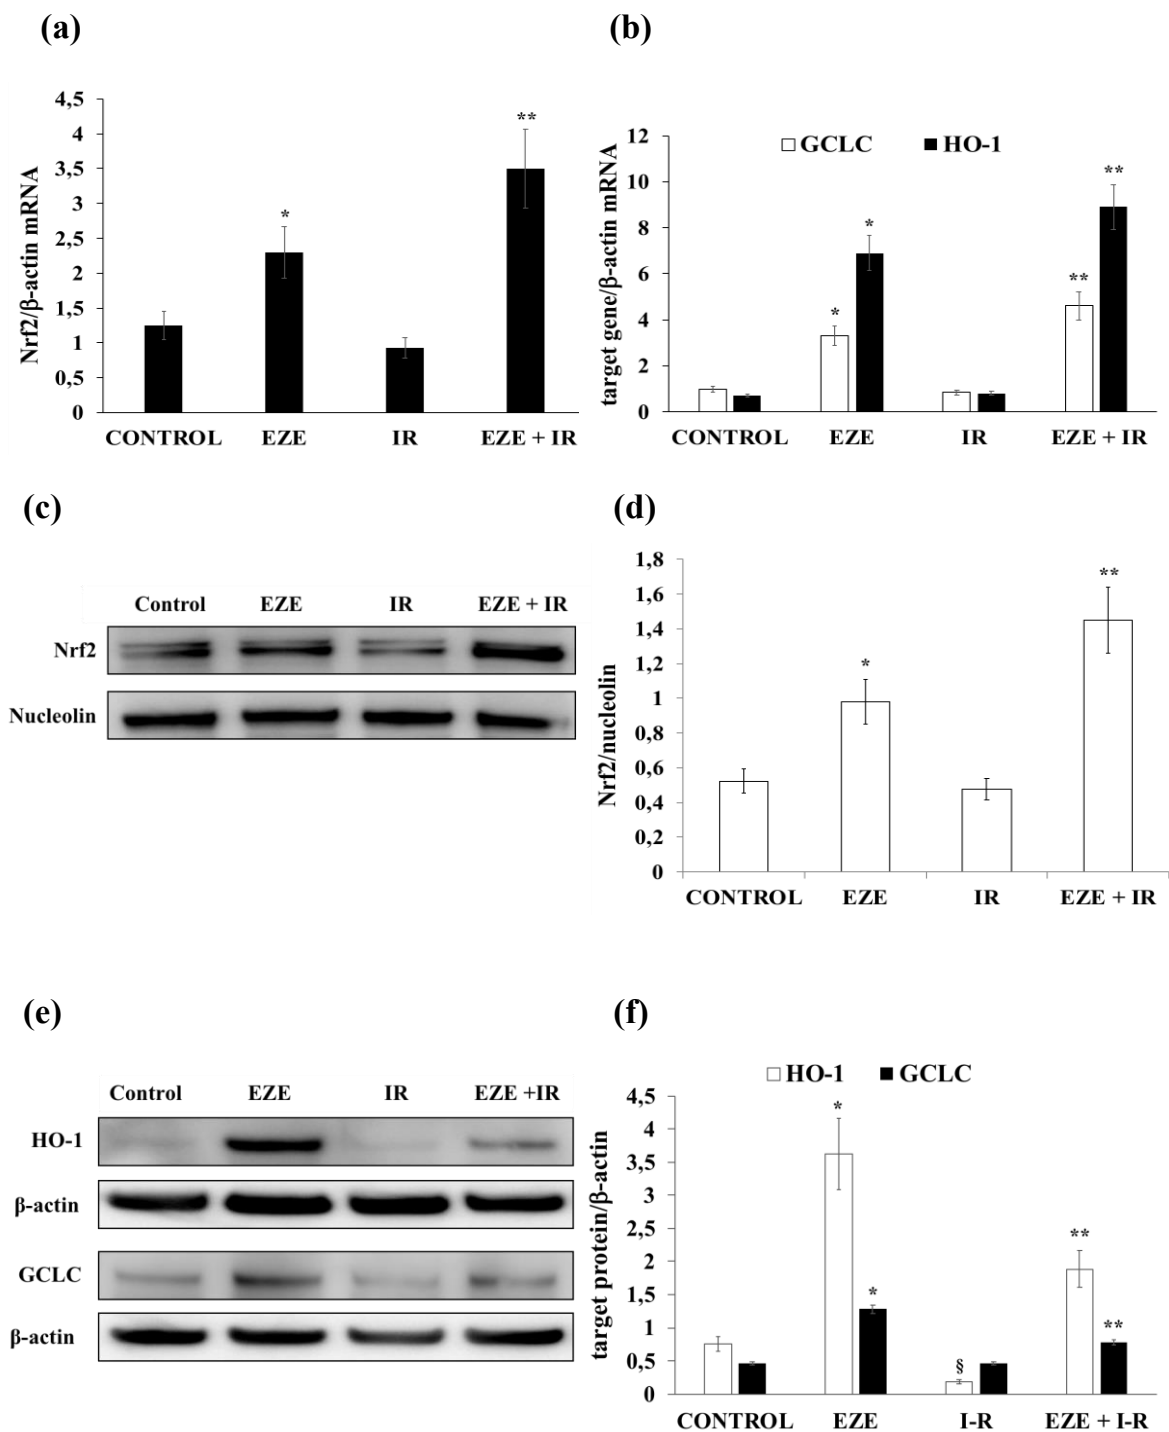 (a)
4,5
4
3,5
3
2,5
2
1,5
1
0,5
0
Nrf2/β-actin mRNA
*
**
CONTROL EZE IR EZE + IR
(b)
12
10
8
6
4
2
0
target gene/β-actin mRNA
GCLC HO-1
*
*
**
**
CONTROL EZE IR EZE + IR
(c)
Control EZE IR EZE + IR
Nrf2
Nucleolin
(d)
1,8
1,6
1,4
1,2
1
0,8
0,6
0,4
0,2
0
Nrf2/nucleolin
*
**
CONTROL EZE IR EZE + IR
(e)
Control EZE IR EZE +IR
HO-1
β-actin
GCLC
β-actin
(f)
HO-1 GCLC
4,5
4
3,5
3
2,5
2
1,5
1
0,5
0
target protein/β-actin
*
*
§
**
**
CONTROL EZE I-R EZE + I-R